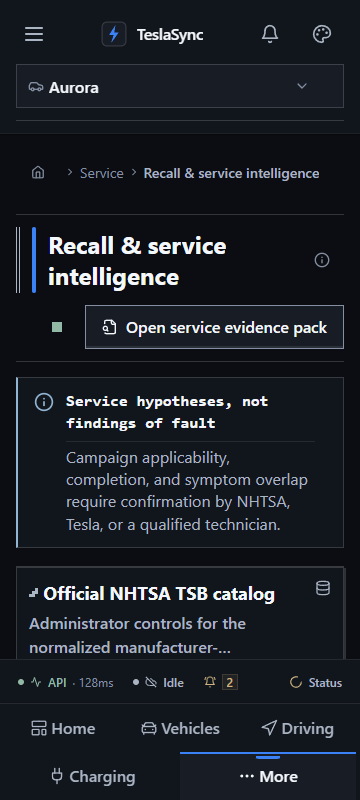 TeslaSync
Aurora
Service
Recall & service intelligence
Recall & service
intelligence
Open service evidence pack
Service hypotheses, not
findings of fault
Campaign applicability,
completion, and symptom overlap
require confirmation by NHTSA,
Tesla, or a qualified technician.
Official NHTSA TSB catalog
Administrator controls for the
normalized manufacturer-...
API · 128ms
Idle
2
Status
Home
Vehicles
Driving
Charging
More